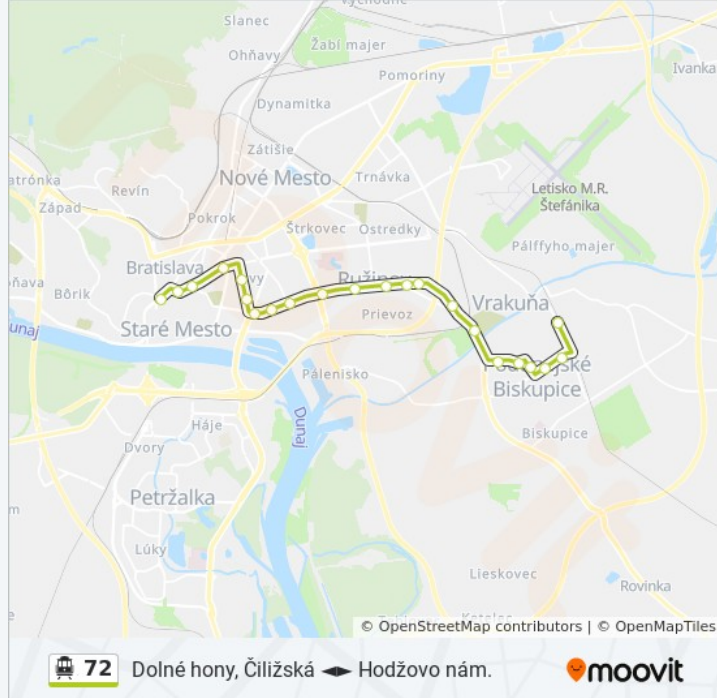 Slanec
Ohňavy
Žabí majer
Ivanka
Pomoriny
Dynamitka
Zátišie
atrónka
Revín
Nové Mesto
Trnávka
Letisko M.R.
Štefánika
Západ
Pokrok
Štrkovec
Ostredky
Pálffyho majer
Bratislava
Vrakuňa
Bôrik
Staré Mesto
Prievoz
Dunaj
Pálenisko
Biskupice
Háje
Dunaj
Biskupice
Dvory
Petržalka
Lúky
Lieskovec
Rovinka
© OpenStreetMap contributors | © OpenMapTiles
72 Dolné hony, Čiližská ◄► Hodžovo nám.
moovit